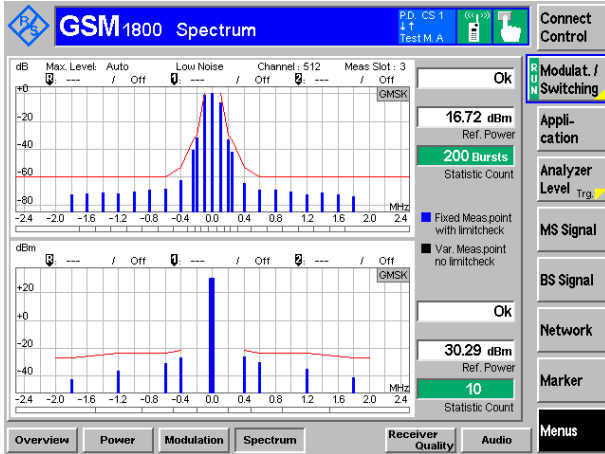 R/S
GSM 1800 Spectrum
P.D. CS 1
Test M. A
Connect Control
dB Max. Level: Auto Low Noise Channel : 512 Meas Slot : 3
R: --- / Off 1: --- / Off 2: ---
+0
GMSK
-20
-40
-60
-80
MHz
-2.4 -2.0 -1.6 -1.2 -0.8 -0.4 0.0 0.4 0.8 1.2 1.6 2.0 2.4
Ok
16.72 dBm
Ref. Power
200 Bursts
Statistic Count
Fixed Meas.point
with limitcheck
Var. Meas.point
no limitcheck
dBm
R: --- / Off 1: --- / Off 2: ---
GMSK
+20
+0
-20
-40
MHz
-2.4 -2.0 -1.6 -1.2 -0.8 -0.4 0.0 0.4 0.8 1.2 1.6 2.0 2.4
Ok
30.29 dBm
Ref. Power
10
Statistic Count
RUN
Modulat. /
Switching
Appli-
cation
Analyzer
Level Trg.
MS Signal
BS Signal
Network
Marker
Menus
Overview Power Modulation Spectrum Receiver Quality Audio